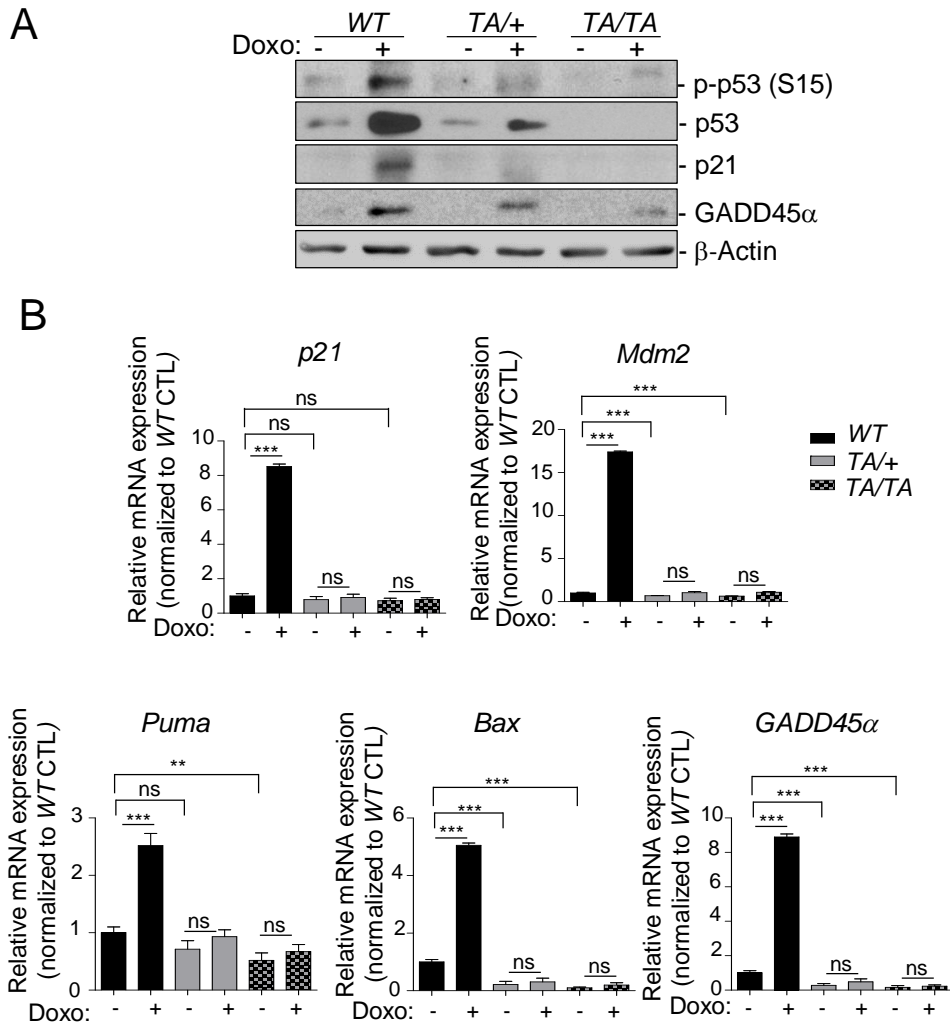 A
WT TA/+ TA/TA
Doxo: - + - + - +
- p-p53 (S15)
- p53
- p21
- GADD45α
- β-Actin
B
p21
Relative mRNA expression
(normalized to WT CTL)
ns
ns
***
ns
ns
10
8
6
4
2
0
Doxo: - + - + - +
Mdm2
Relative mRNA expression
(normalized to WT CTL)
***
***
***
ns
ns
20
15
10
5
0
Doxo: - + - + - +
WT
TA/+
TA/TA
Puma
Relative mRNA expression
(normalized to WT CTL)
**
ns
***
ns
ns
3
2
1
0
Doxo: - + - + - +
Bax
Relative mRNA expression
(normalized to WT CTL)
***
***
***
ns
ns
6
4
2
0
Doxo: - + - + - +
GADD45α
Relative mRNA expression
(normalized to WT CTL)
***
***
***
ns
ns
10
8
6
4
2
0
Doxo: - + - + - +